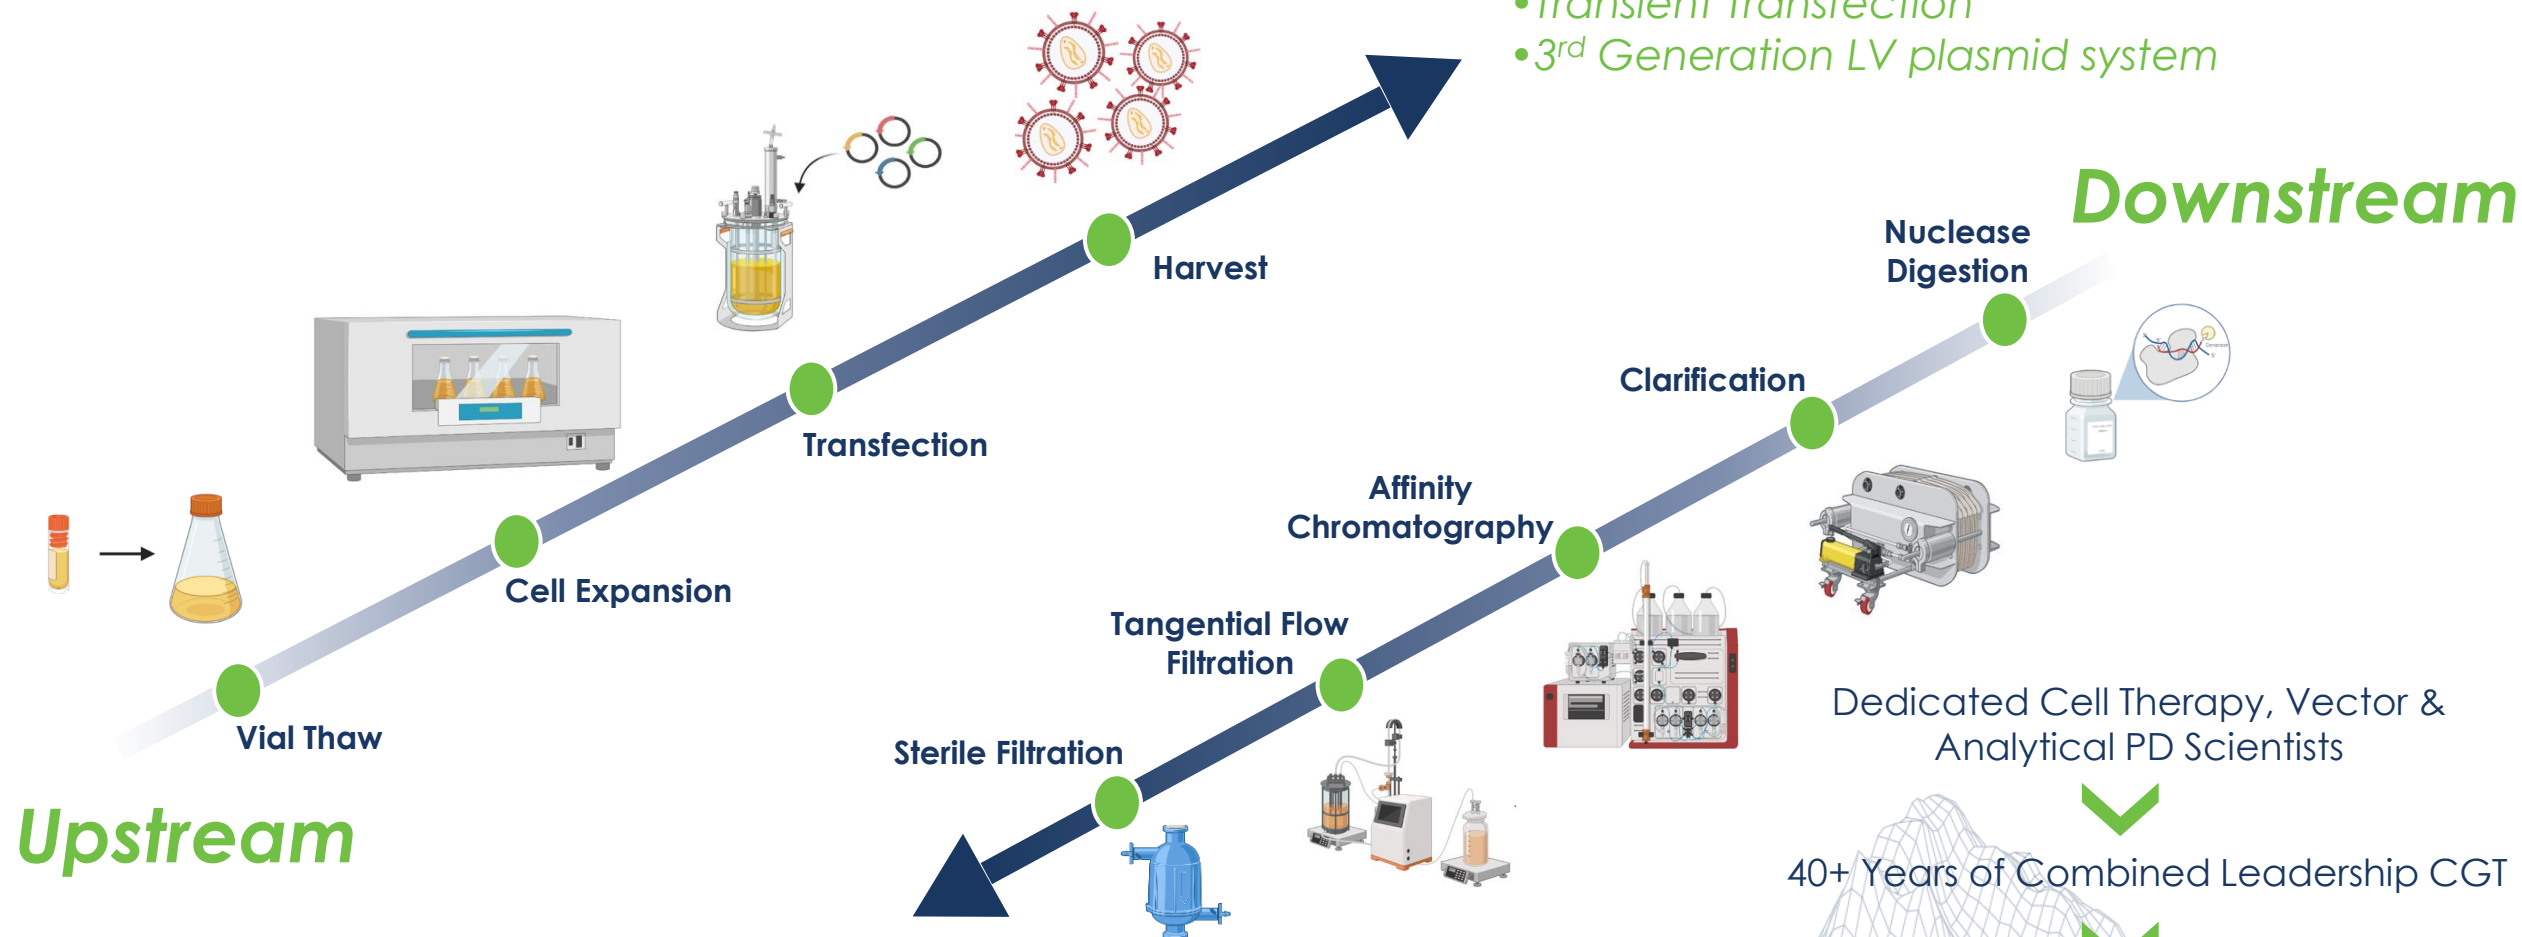 •Transient Transfection
•3rd Generation LV plasmid system
Upstream
Vial Thaw
Cell Expansion
Transfection
Harvest
Downstream
Nuclease
Digestion
Clarification
Affinity
Chromatography
Tangential Flow
Filtration
Sterile Filtration
Dedicated Cell Therapy, Vector &
Analytical PD Scientists
40+ Years of Combined Leadership CGT